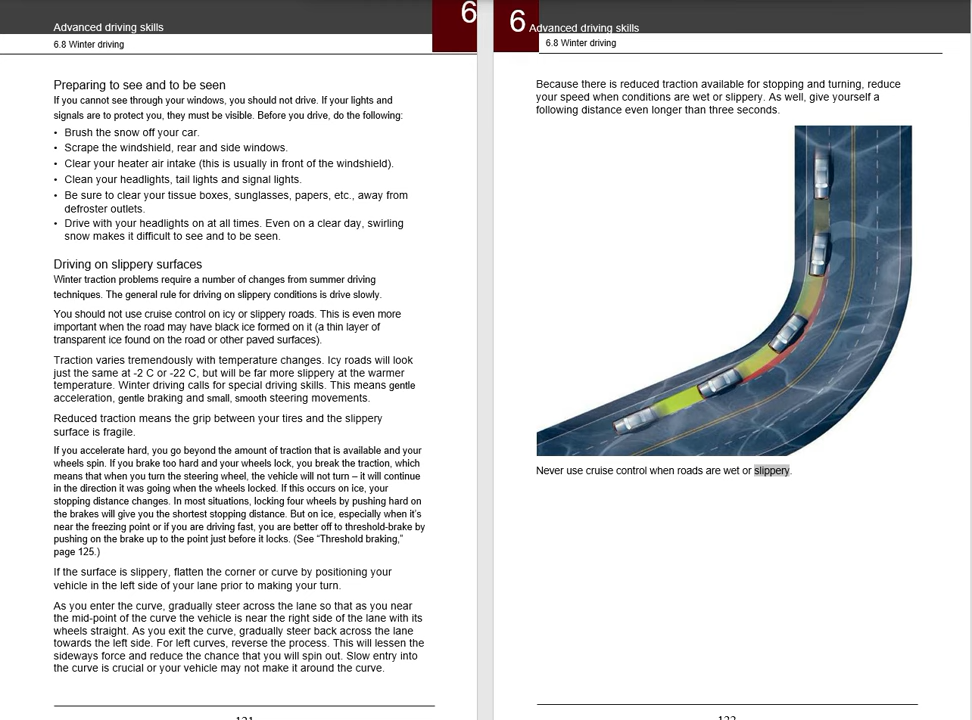 6
Advanced driving skills
6.8 Winter driving
Preparing to see and to be seen
If you cannot see through your windows, you should not drive. If your lights and
signals are to protect you, they must be visible. Before you drive, do the following:
• Brush the snow off your car.
• Scrape the windshield, rear and side windows.
• Clear your heater air intake (this is usually in front of the windshield).
• Clean your headlights, tail lights and signal lights.
• Be sure to clear your tissue boxes, sunglasses, papers, etc., away from
defroster outlets.
• Drive with your headlights on at all times. Even on a clear day, swirling
snow makes it difficult to see and to be seen.
Driving on slippery surfaces
Winter traction problems require a number of changes from summer driving
techniques. The general rule for driving on slippery conditions is drive slowly.
You should not use cruise control on icy or slippery roads. This is even more
important when the road may have black ice formed on it (a thin layer of
transparent ice found on the road or other paved surfaces).
Traction varies tremendously with temperature changes. Icy roads will look
just the same at -2 C or -22 C, but will be far more slippery at the warmer
temperature. Winter driving calls for special driving skills. This means gentle
acceleration, gentle braking and small, smooth steering movements.
Reduced traction means the grip between your tires and the slippery
surface is fragile.
If you accelerate hard, you go beyond the amount of traction that is available and your
wheels spin. If you brake too hard and your wheels lock, you break the traction, which
means that when you turn the steering wheel, the vehicle will not turn – it will continue
in the direction it was going when the wheels locked. If this occurs on ice, your
stopping distance changes. In most situations, locking four wheels by pushing hard on
the brakes will give you the shortest stopping distance. But on ice, especially when it's
near the freezing point or if you are driving fast, you are better off to threshold-brake by
pushing on the brake up to the point just before it locks. (See "Threshold braking,"
page 125.)
If the surface is slippery, flatten the corner or curve by positioning your
vehicle in the left side of your lane prior to making your turn.
As you enter the curve, gradually steer across the lane so that as you near
the mid-point of the curve the vehicle is near the right side of the lane with its
wheels straight. As you exit the curve, gradually steer back across the lane
towards the left side. For left curves, reverse the process. This will lessen the
sideways force and reduce the chance that you will spin out. Slow entry into
the curve is crucial or your vehicle may not make it around the curve.
121
6 Advanced driving skills
6.8 Winter driving
Because there is reduced traction available for stopping and turning, reduce
your speed when conditions are wet or slippery. As well, give yourself a
following distance even longer than three seconds.
Never use cruise control when roads are wet or slippery.
122